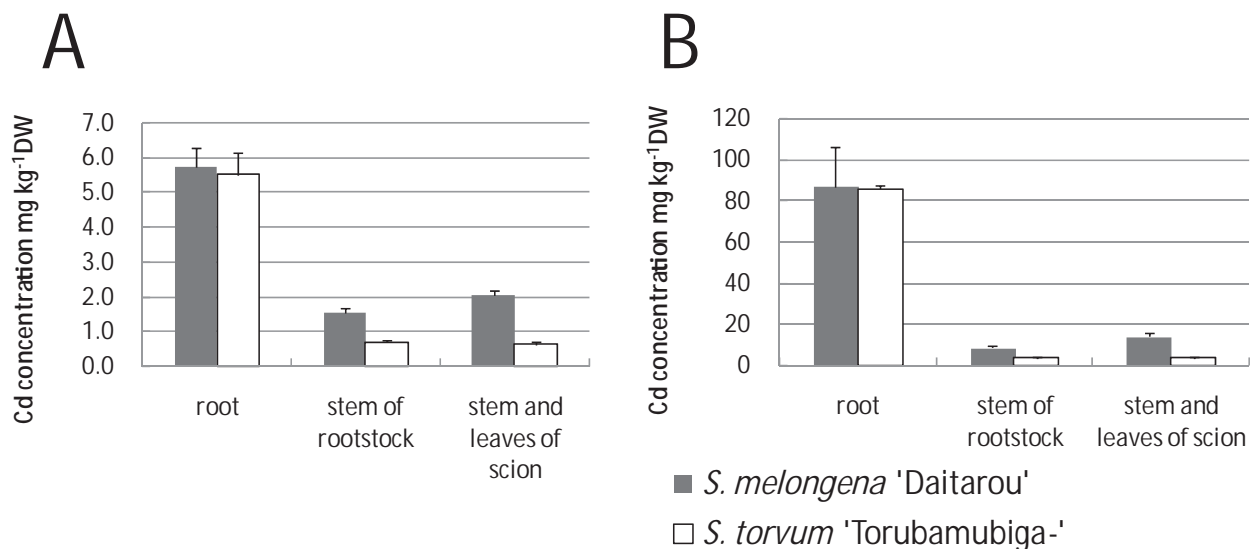 A
Cd concentration mg kg⁻¹DW
7.0
6.0
5.0
4.0
3.0
2.0
1.0
0.0
root
stem of
rootstock
stem and
leaves of
scion
B
Cd concentration mg kg⁻¹DW
120
100
80
60
40
20
0
root
stem of
rootstock
stem and
leaves of scion
S. melongena 'Daitarou'
S. torvum 'Torubamubiga-'